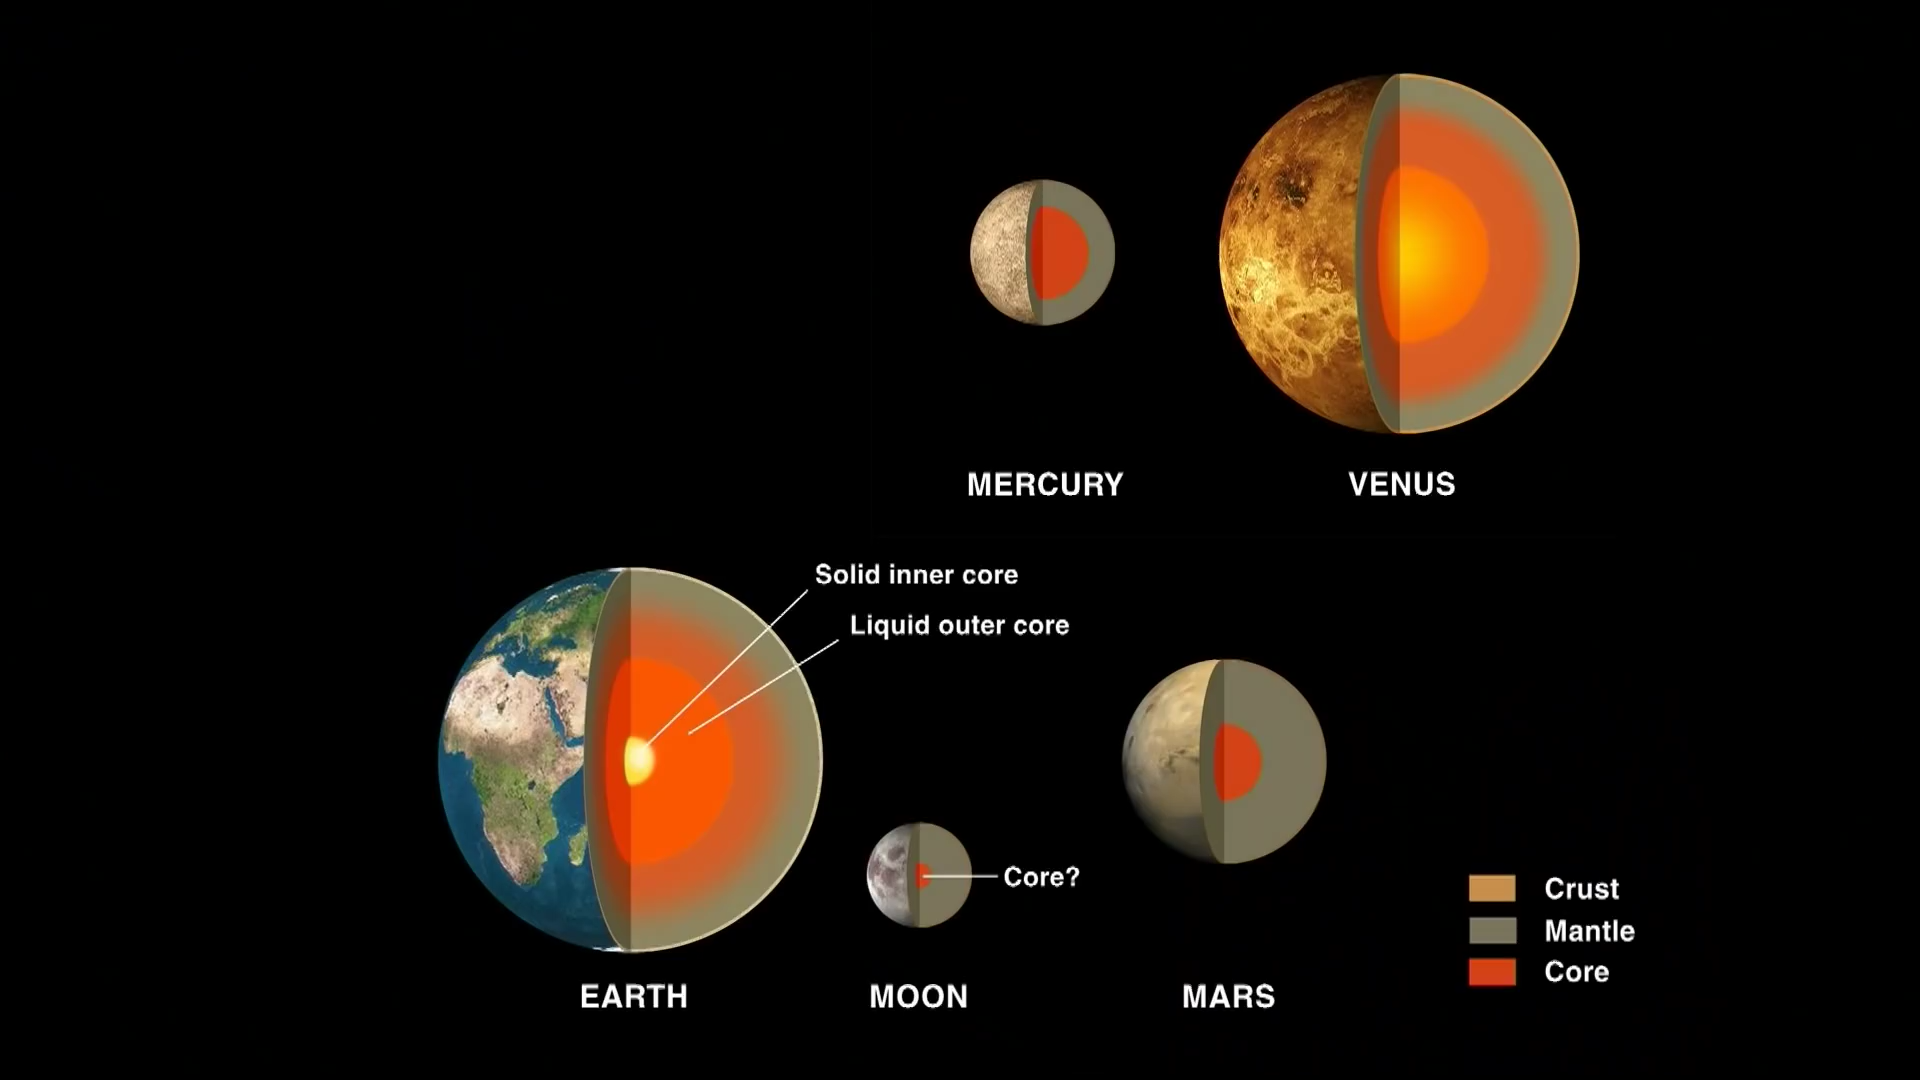 MERCURY
VENUS
Solid inner core
Liquid outer core
Core?
EARTH
MOON
MARS
Crust
Mantle
Core